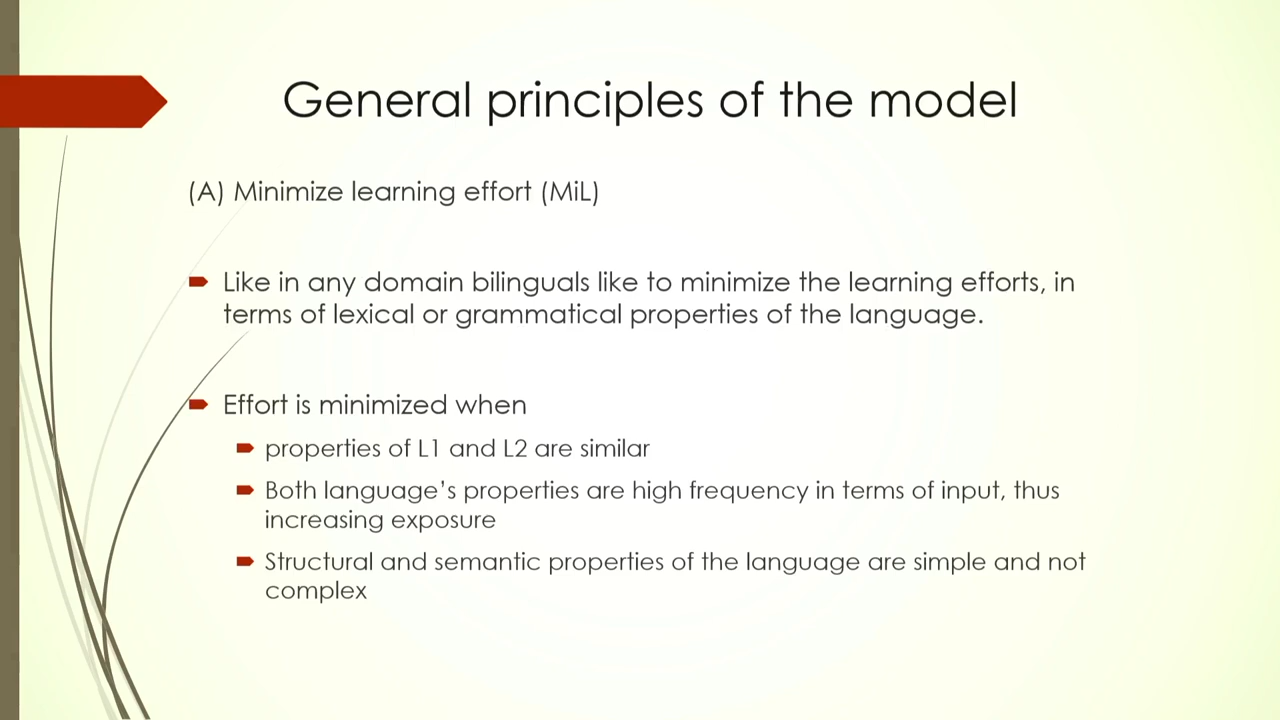 General principles of the model
(A) Minimize learning effort (MiL)
Like in any domain bilinguals like to minimize the learning efforts, in
terms of lexical or grammatical properties of the language.
Effort is minimized when
properties of L1 and L2 are similar
Both language’s properties are high frequency in terms of input, thus
increasing exposure
Structural and semantic properties of the language are simple and not
complex